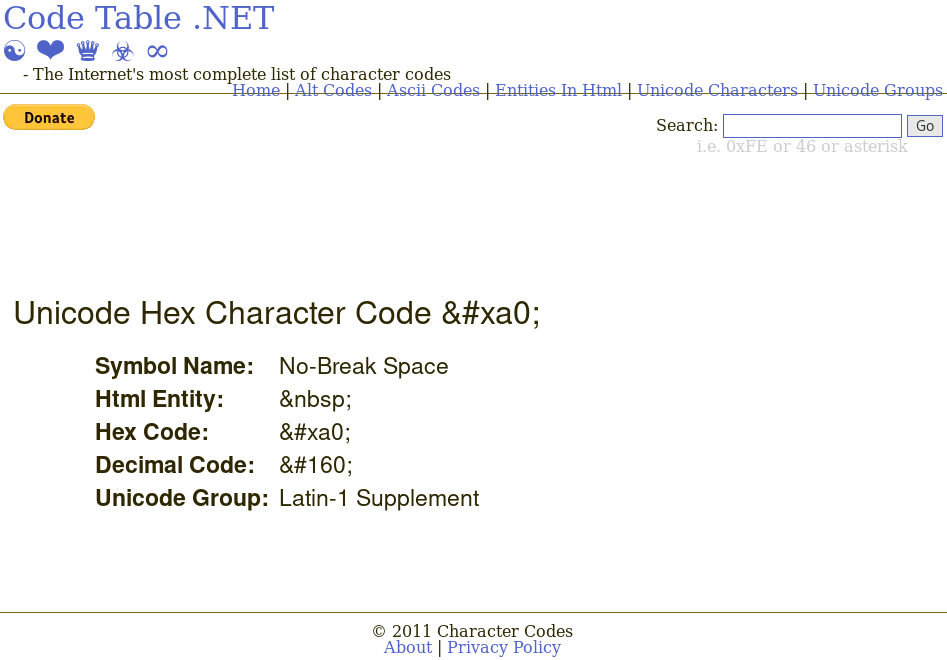 Code Table .NET
☯ ❤ ♛ ☣ ∞
- The Internet's most complete list of character codes
Home | Alt Codes | Ascii Codes | Entities In Html | Unicode Characters | Unicode Groups
Donate
Search: Go
i.e. 0xFE or 46 or asterisk
Unicode Hex Character Code &#xa0;
Symbol Name: No-Break Space
Html Entity: &nbsp;
Hex Code: &#xa0;
Decimal Code: &#160;
Unicode Group: Latin-1 Supplement
© 2011 Character Codes
About | Privacy Policy